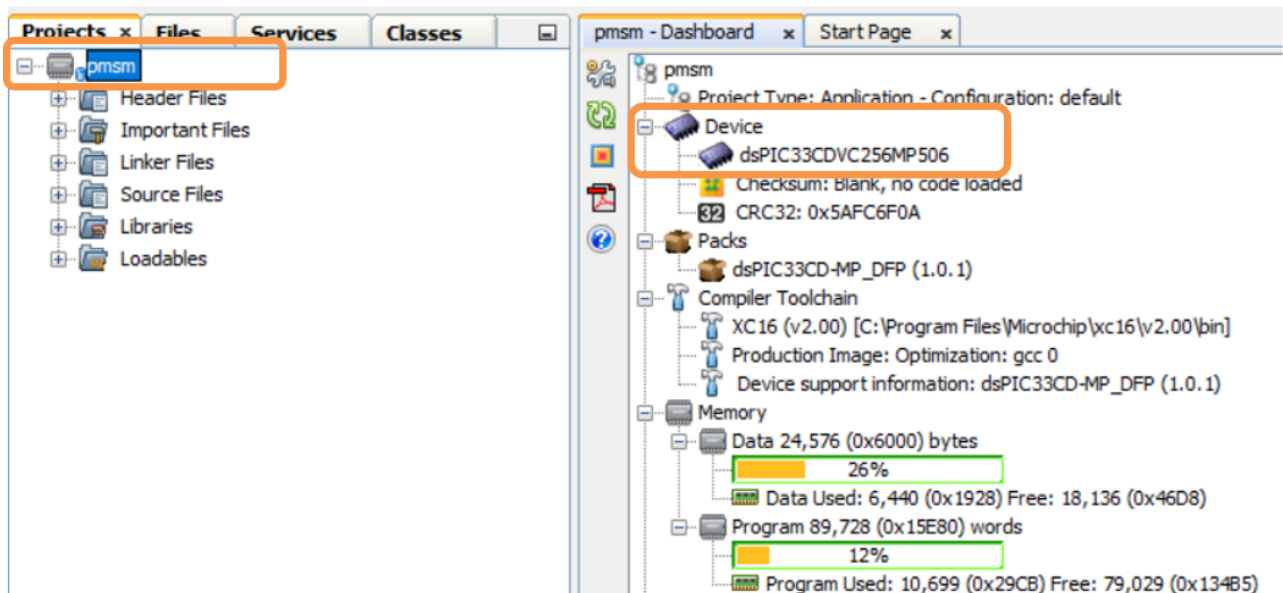 Projects × Files Services Classes
pmsm
Header Files
Important Files
Linker Files
Source Files
Libraries
Loadables
pmsm - Dashboard × Start Page ×
pmsm
Project Type: Application - Configuration: default
Device
dsPIC33CDVC256MP506
Checksum: Blank, no code loaded
CRC32: 0x5AFC6F0A
Packs
dsPIC33CD-MP_DFP (1.0.1)
Compiler Toolchain
XC16 (v2.00) [C:\Program Files\Microchip\xc16\v2.00\bin]
Production Image: Optimization: gcc 0
Device support information: dsPIC33CD-MP_DFP (1.0.1)
Memory
Data 24,576 (0x6000) bytes
26%
Data Used: 6,440 (0x1928) Free: 18,136 (0x46D8)
Program 89,728 (0x15E80) words
12%
Program Used: 10,699 (0x29CB) Free: 79,029 (0x134B5)